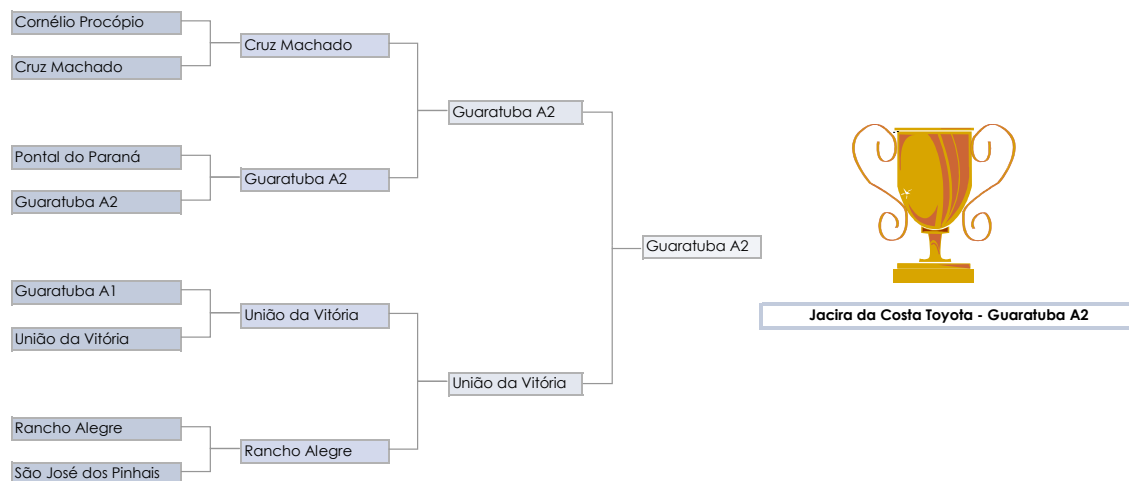 Cornélio Procópio
Cruz Machado
Cruz Machado
Guaratuba A2
Pontal do Paraná
Guaratuba A2
Guaratuba A2
Guaratuba A2
Guaratuba A1
União da Vitória
União da Vitória
Jacira da Costa Toyota - Guaratuba A2
União da Vitória
Rancho Alegre
Rancho Alegre
São José dos Pinhais